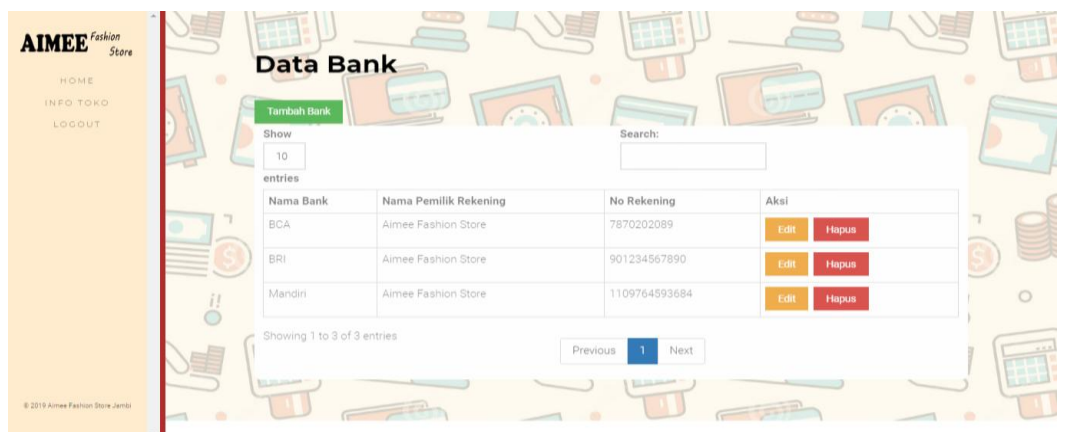 AIMEE Fashion
Store
HOME
INFO TOKO
LOGOUT
© 2019 Aimee Fashion Store Jambi
Data Bank
Tambah Bank
Show
10
entries
Search:
Nama Bank Nama Pemilik Rekening No Rekening Aksi
BCA Aimee Fashion Store 7870202089 Edit Hapus
BRI Aimee Fashion Store 901234567890 Edit Hapus
Mandiri Aimee Fashion Store 1109764593684 Edit Hapus
Showing 1 to 3 of 3 entries
Previous 1 Next